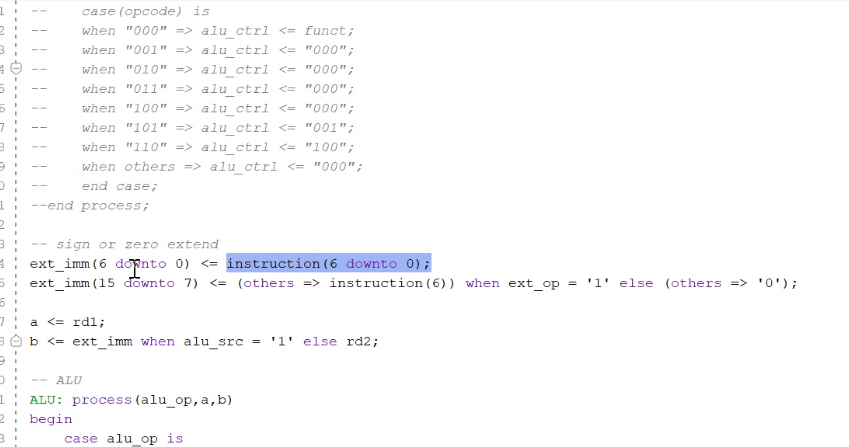 1 -- case(opcode) is
2 -- when "000" => alu_ctrl <= funct;
3 -- when "001" => alu_ctrl <= "000";
4 -- when "010" => alu_ctrl <= "000";
5 -- when "011" => alu_ctrl <= "000";
6 -- when "100" => alu_ctrl <= "000";
7 -- when "101" => alu_ctrl <= "001";
8 -- when "110" => alu_ctrl <= "100";
9 -- when others => alu_ctrl <= "000";
0 -- end case;
1 --end process;
2
3 -- sign or zero extend
4 ext_imm(6 downto 0) <= instruction(6 downto 0);
5 ext_imm(15 downto 7) <= (others => instruction(6)) when ext_op = '1' else (others => '0');
6
7 a <= rd1;
8 b <= ext_imm when alu_src = '1' else rd2;
9
0 -- ALU
1 ALU: process(alu_op,a,b)
2 begin
3 case alu_op is